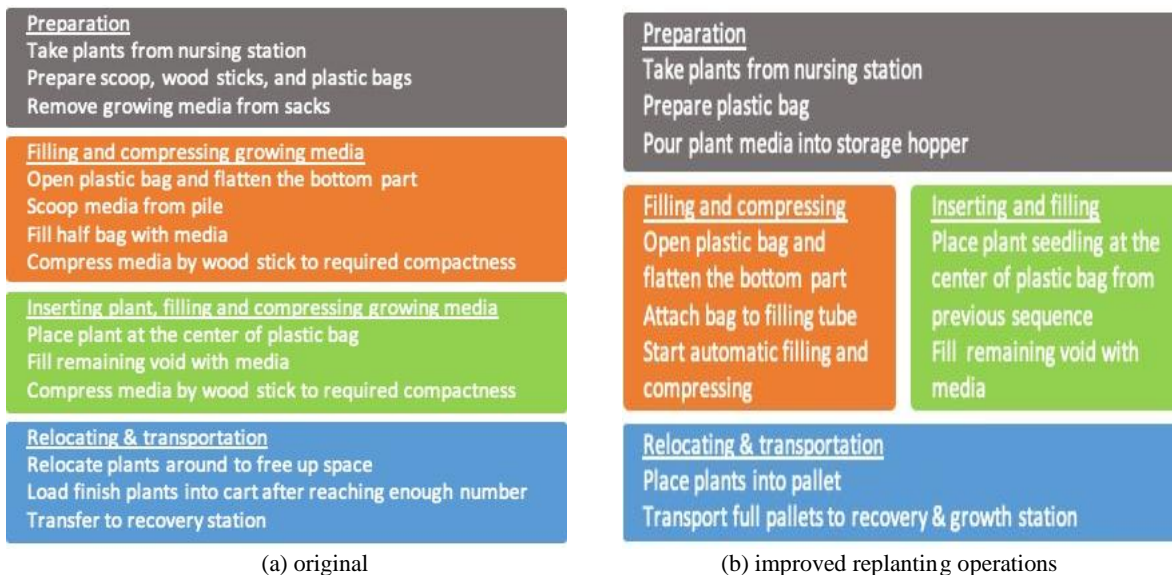 Preparation
Take plants from nursing station
Prepare scoop, wood sticks, and plastic bags
Remove growing media from sacks
Filling and compressing growing media
Open plastic bag and flatten the bottom part
Scoop media from pile
Fill half bag with media
Compress media by wood stick to required compactness
Inserting plant, filling and compressing growing media
Place plant at the center of plastic bag
Fill remaining void with media
Compress media by wood stick to required compactness
Relocating & transportation
Relocate plants around to free up space
Load finish plants into cart after reaching enough number
Transfer to recovery station
(a) original
Preparation
Take plants from nursing station
Prepare plastic bag
Pour plant media into storage hopper
Filling and compressing
Open plastic bag and
flatten the bottom part
Attach bag to filling tube
Start automatic filling and
compressing
Inserting and filling
Place plant seedling at the
center of plastic bag from
previous sequence
Fill remaining void with
media
Relocating & transportation
Place plants into pallet
Transport full pallets to recovery & growth station
(b) improved replanting operations